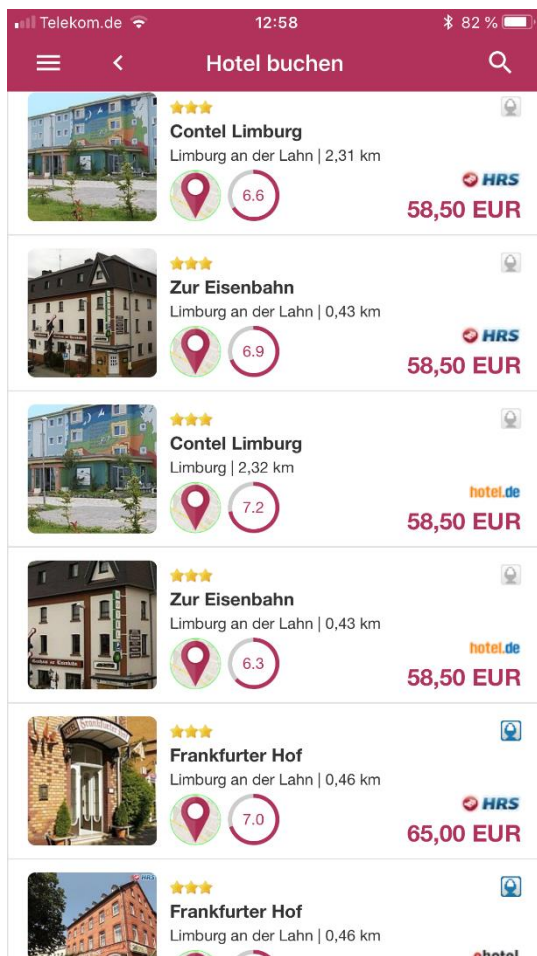 Telekom.de 12:58 82 %
Hotel buchen
Contel Limburg
Limburg an der Lahn | 2,31 km
6.6
HRS
58,50 EUR
Zur Eisenbahn
Limburg an der Lahn | 0,43 km
6.9
HRS
58,50 EUR
Contel Limburg
Limburg | 2,32 km
7.2
hotel.de
58,50 EUR
Zur Eisenbahn
Limburg an der Lahn | 0,43 km
6.3
hotel.de
58,50 EUR
Frankfurter Hof
Frankfurter Hof
Limburg an der Lahn | 0,46 km
7.0
HRS
65,00 EUR
HRS
Frankfurter Hof
Limburg an der Lahn | 0,46 km
ehotel